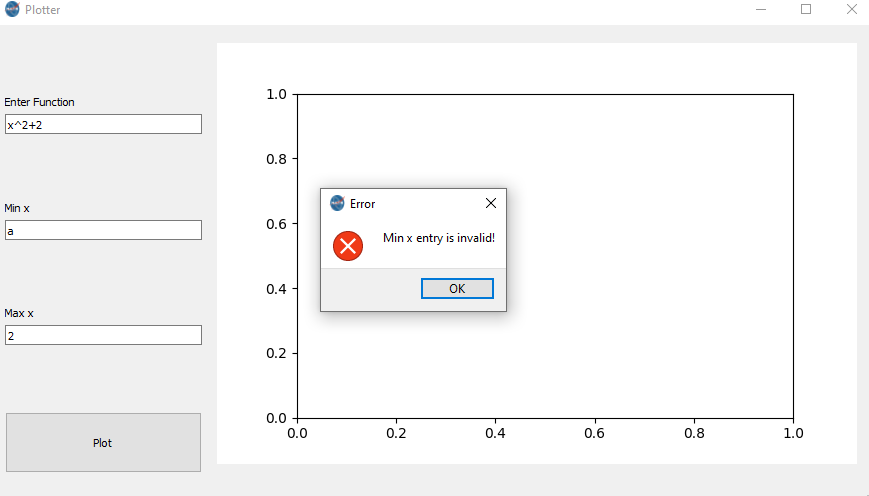 Plotter
Enter Function
x^2+2
Min x
a
Max x
2
Plot
1.0
0.8
0.6
0.4
0.2
0.0
0.0 0.2 0.4 0.6 0.8 1.0
Error
Min x entry is invalid!
OK